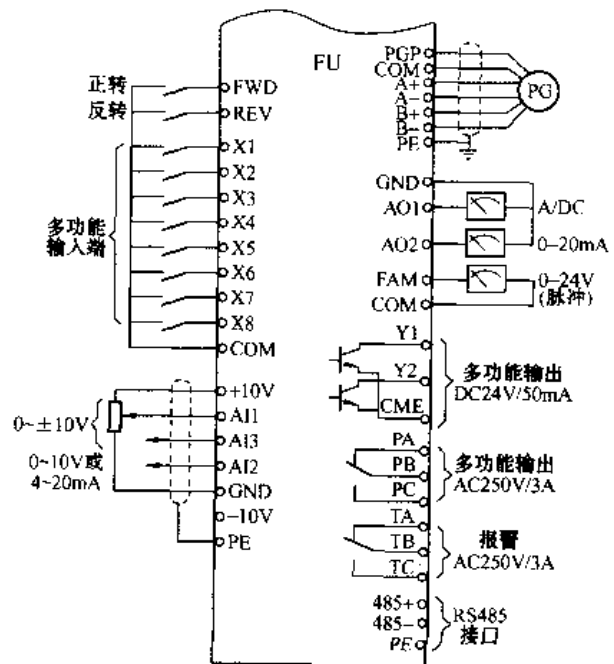 FU
正转
FWD
反转
REV
X1
X2
X3
X4
多功能
输入端
X5
X6
X7
X8
COM
+10V
0~±10V
AI1
AI3
0~10V或
4~20mA
AI2
GND
-10V
PE
PGP
COM
A+
A-
B+
B-
PE
PG
GND
AO1
A/DC
AO2
0-20mA
FAM
0-24V
(脉冲)
COM
Y1
Y2
CME
多功能输出
DC24V/50mA
PA
PB
PC
多功能输出
AC250V/3A
TA
TB
TC
报警
AC250V/3A
485+
485-
PE
RS485
接口